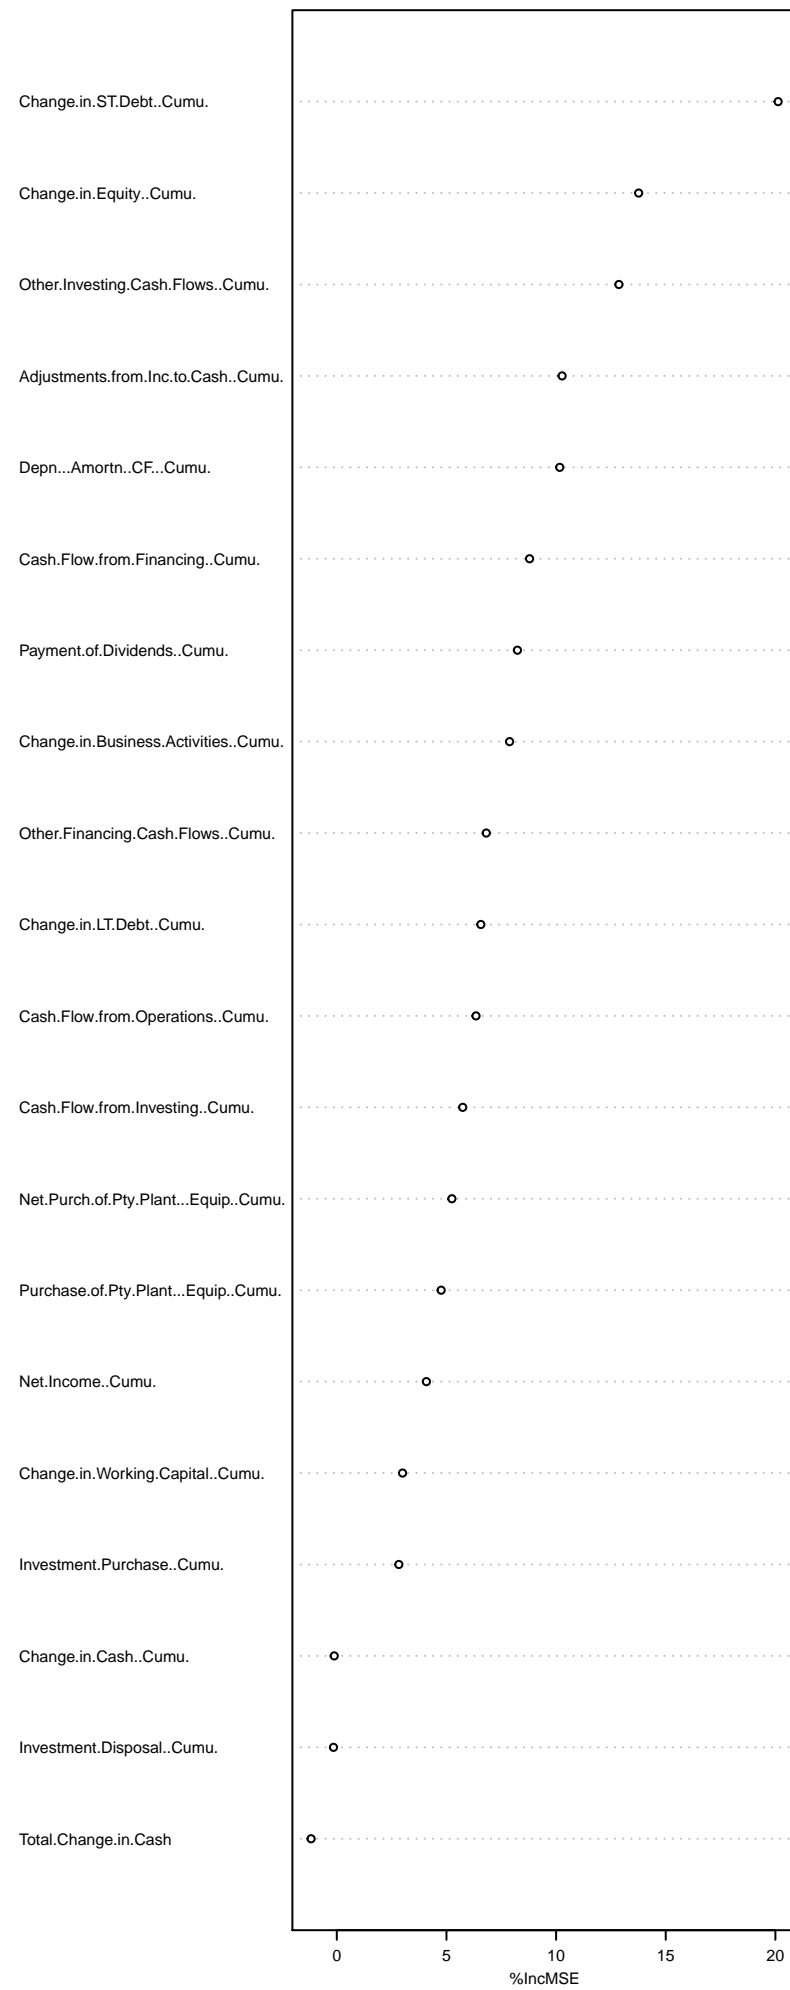 Change.in.ST.Debt..Cumu.
Change.in.Equity..Cumu.
Other.Investing.Cash.Flows..Cumu.
Adjustments.from.Inc.to.Cash..Cumu.
Depn...Amortn..CF...Cumu.
Cash.Flow.from.Financing..Cumu.
Payment.of.Dividends..Cumu.
Change.in.Business.Activities..Cumu.
Other.Financing.Cash.Flows..Cumu.
Change.in.LT.Debt..Cumu.
Cash.Flow.from.Operations..Cumu.
Cash.Flow.from.Investing..Cumu.
Net.Purch.of.Pty.Plant...Equip..Cumu.
Purchase.of.Pty.Plant...Equip..Cumu.
Net.Income..Cumu.
Change.in.Working.Capital..Cumu.
Investment.Purchase..Cumu.
Change.in.Cash..Cumu.
Investment.Disposal..Cumu.
Total.Change.in.Cash
0 5 10 15 20
%IncMSE